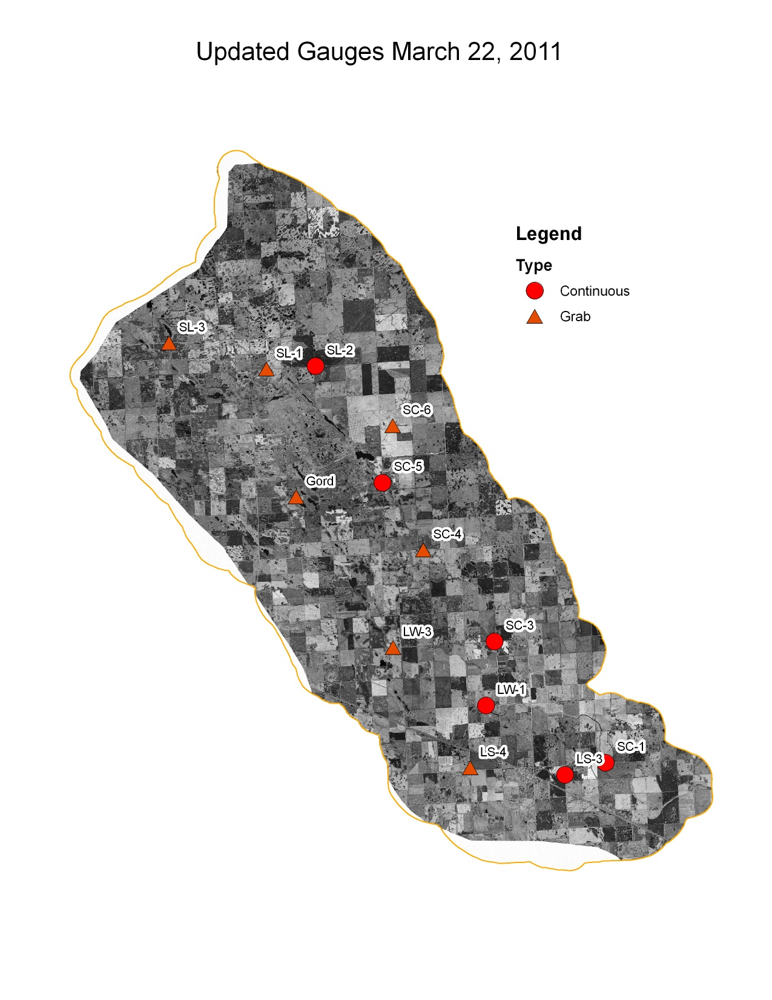 Updated Gauges March 22, 2011
Legend
Type
Continuous
Grab
SL-3
SL-1
SL-2
SC-6
SC-5
Gord
SC-4
SC-3
LW-3
LW-1
SC-1
LS-4
LS-3